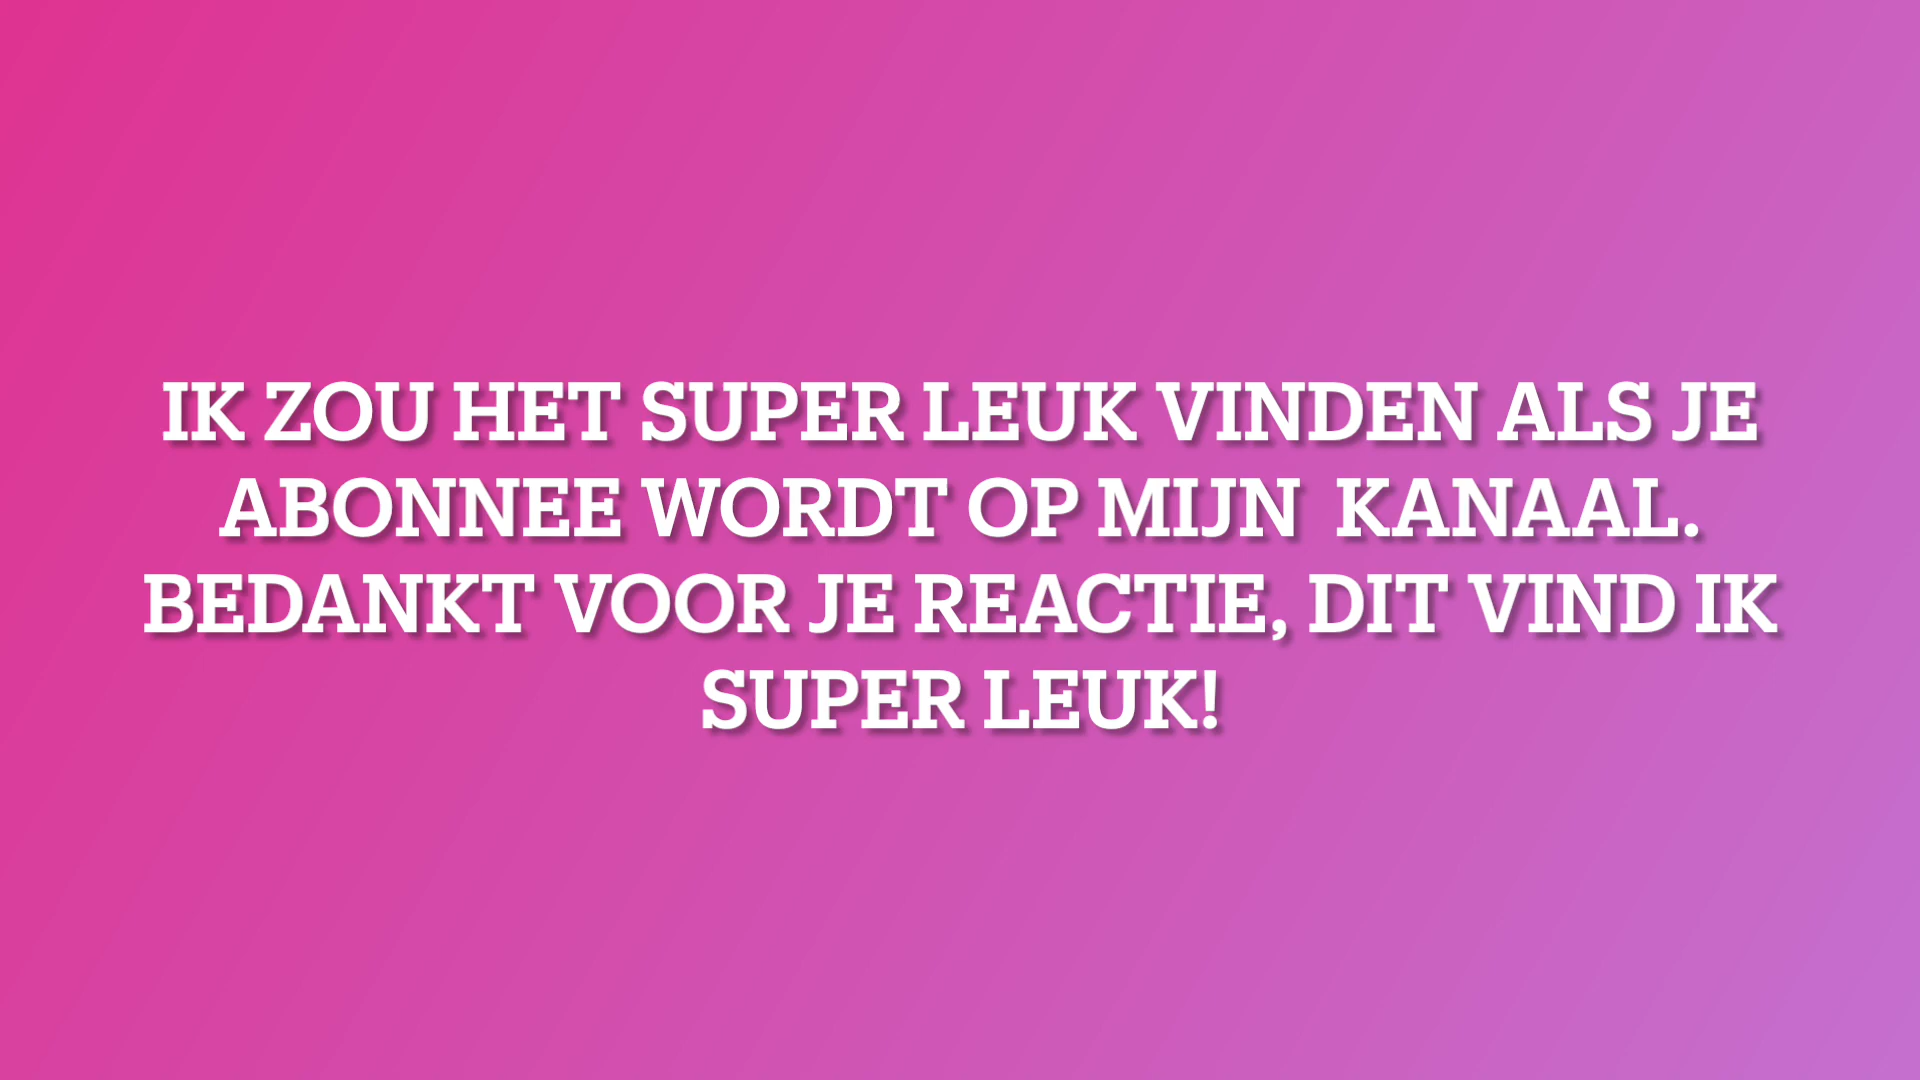 IK ZOU HET SUPER LEUK VINDEN ALS JE
ABONNEE WORDT OP MIJN  KANAAL.
BEDANKT VOOR JE REACTIE, DIT VIND IK
SUPER LEUK!